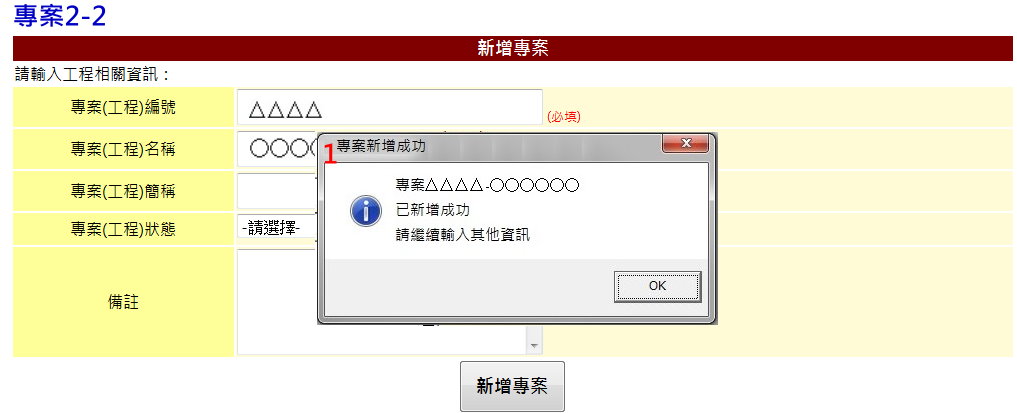 專案2-2
新增專案
請輸入工程相關資訊：
專案(工程)編號
△△△△
(必填)
專案(工程)名稱
○○○○
專案(工程)簡稱
專案(工程)狀態
-請選擇-
備註
1
專案新增成功
專案△△△△-○○○○○○
已新增成功
請繼續輸入其他資訊
OK
新增專案